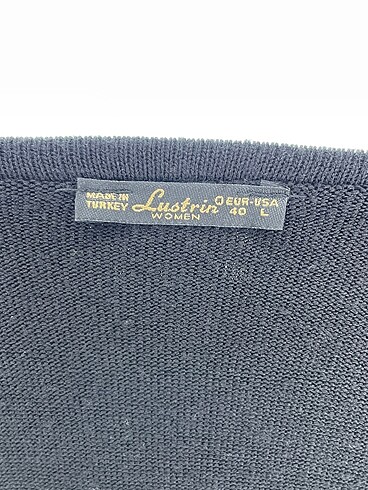 MADE IN
TURKEY
Lustrin
WOMEN
EUR-USA
40 L